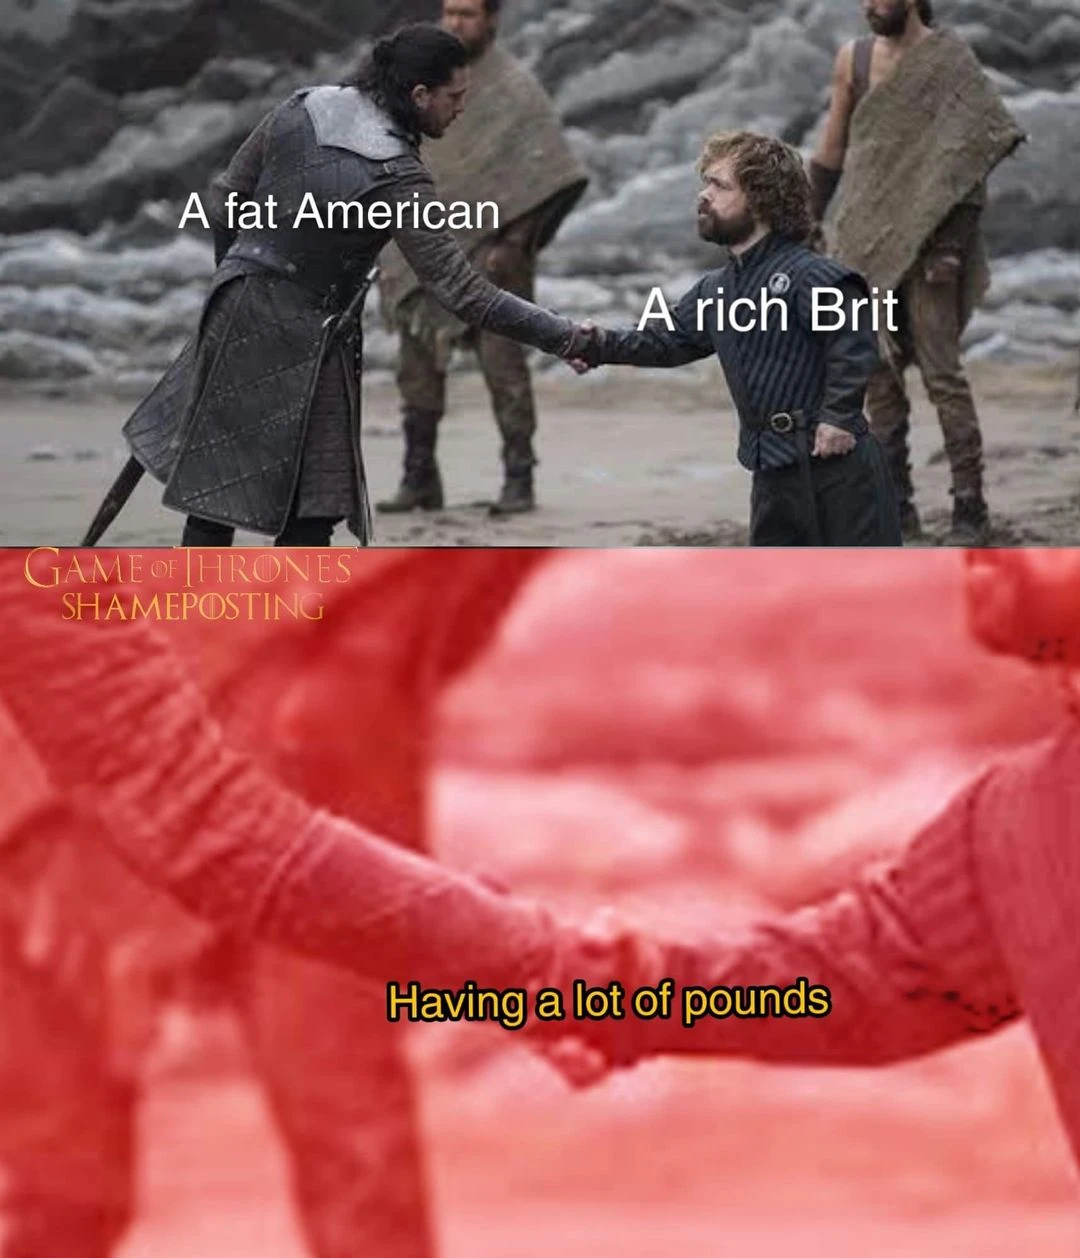 A fat American
A rich Brit
GAME OF THRONES
SHAMEPOSTING
Having a lot of pounds